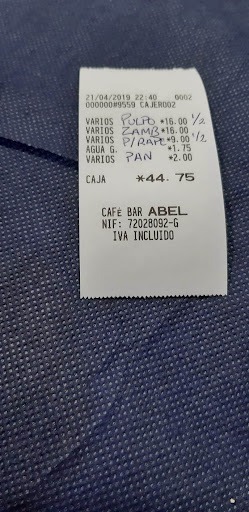 21/04/2019 22:40 0002
000000#9559 CAJERO02
VARIOS PULPO *16.00 1/2
VARIOS ZAMB *16.00
VARIOS P/RAPE *9.00 1/2
AGUA G. *1.75
VARIOS PAN *2.00
CAJA *44.75
CAFé BAR ABEL
NIF: 72028092-G
IVA INCLUIDO